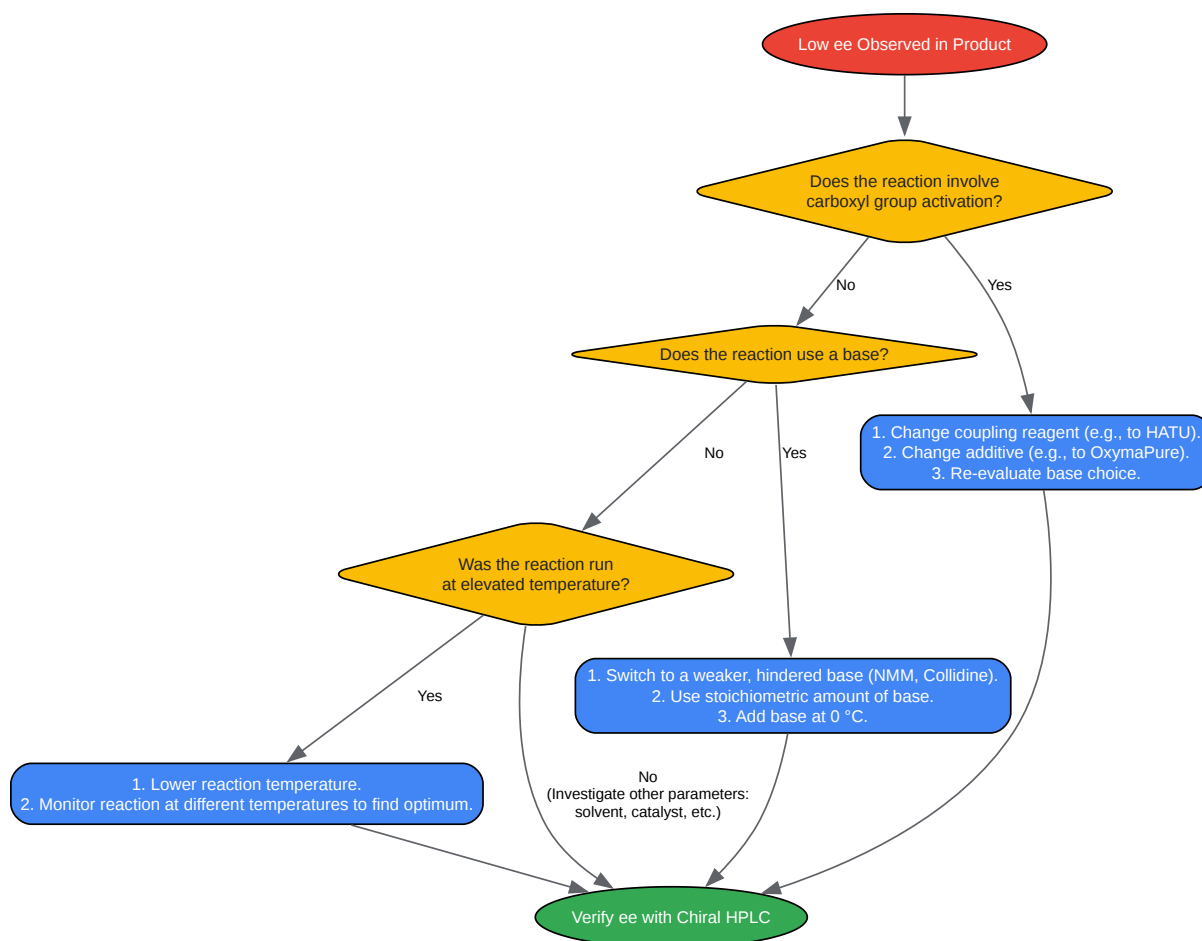 Low ee Observed in Product
Does the reaction involve
carboxyl group activation?
No
Yes
Does the reaction use a base?
1. Change coupling reagent (e.g., to HATU).
2. Change additive (e.g., to OxymaPure).
3. Re-evaluate base choice.
No
Yes
Was the reaction run
at elevated temperature?
1. Switch to a weaker, hindered base (NMM, Collidine).
2. Use stoichiometric amount of base.
3. Add base at 0 °C.
Yes
No
(Investigate other parameters:
solvent, catalyst, etc.)
1. Lower reaction temperature.
2. Monitor reaction at different temperatures to find optimum.
Verify ee with Chiral HPLC